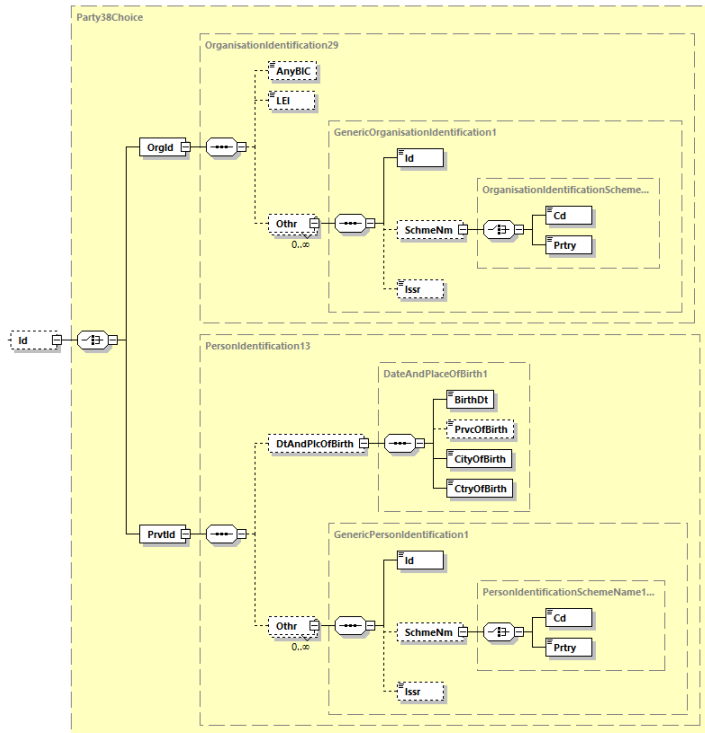 Party38Choice
OrganisationIdentification29
AnyBIC
LEI
GenericOrganisationIdentification1
Id
OrgId
OrganisationIdentificationScheme...
Cd
Othr
SchmeNm
Prtry
0..∞
Issr
Id
PersonIdentification13
DateAndPlaceOfBirth1
BirthDt
PrvcOfBirth
DtAndPlcOfBirth
CityOfBirth
CtryOfBirth
PrvtId
GenericPersonIdentification1
Id
PersonIdentificationSchemeName1...
Cd
Othr
SchmeNm
Prtry
0..∞
Issr